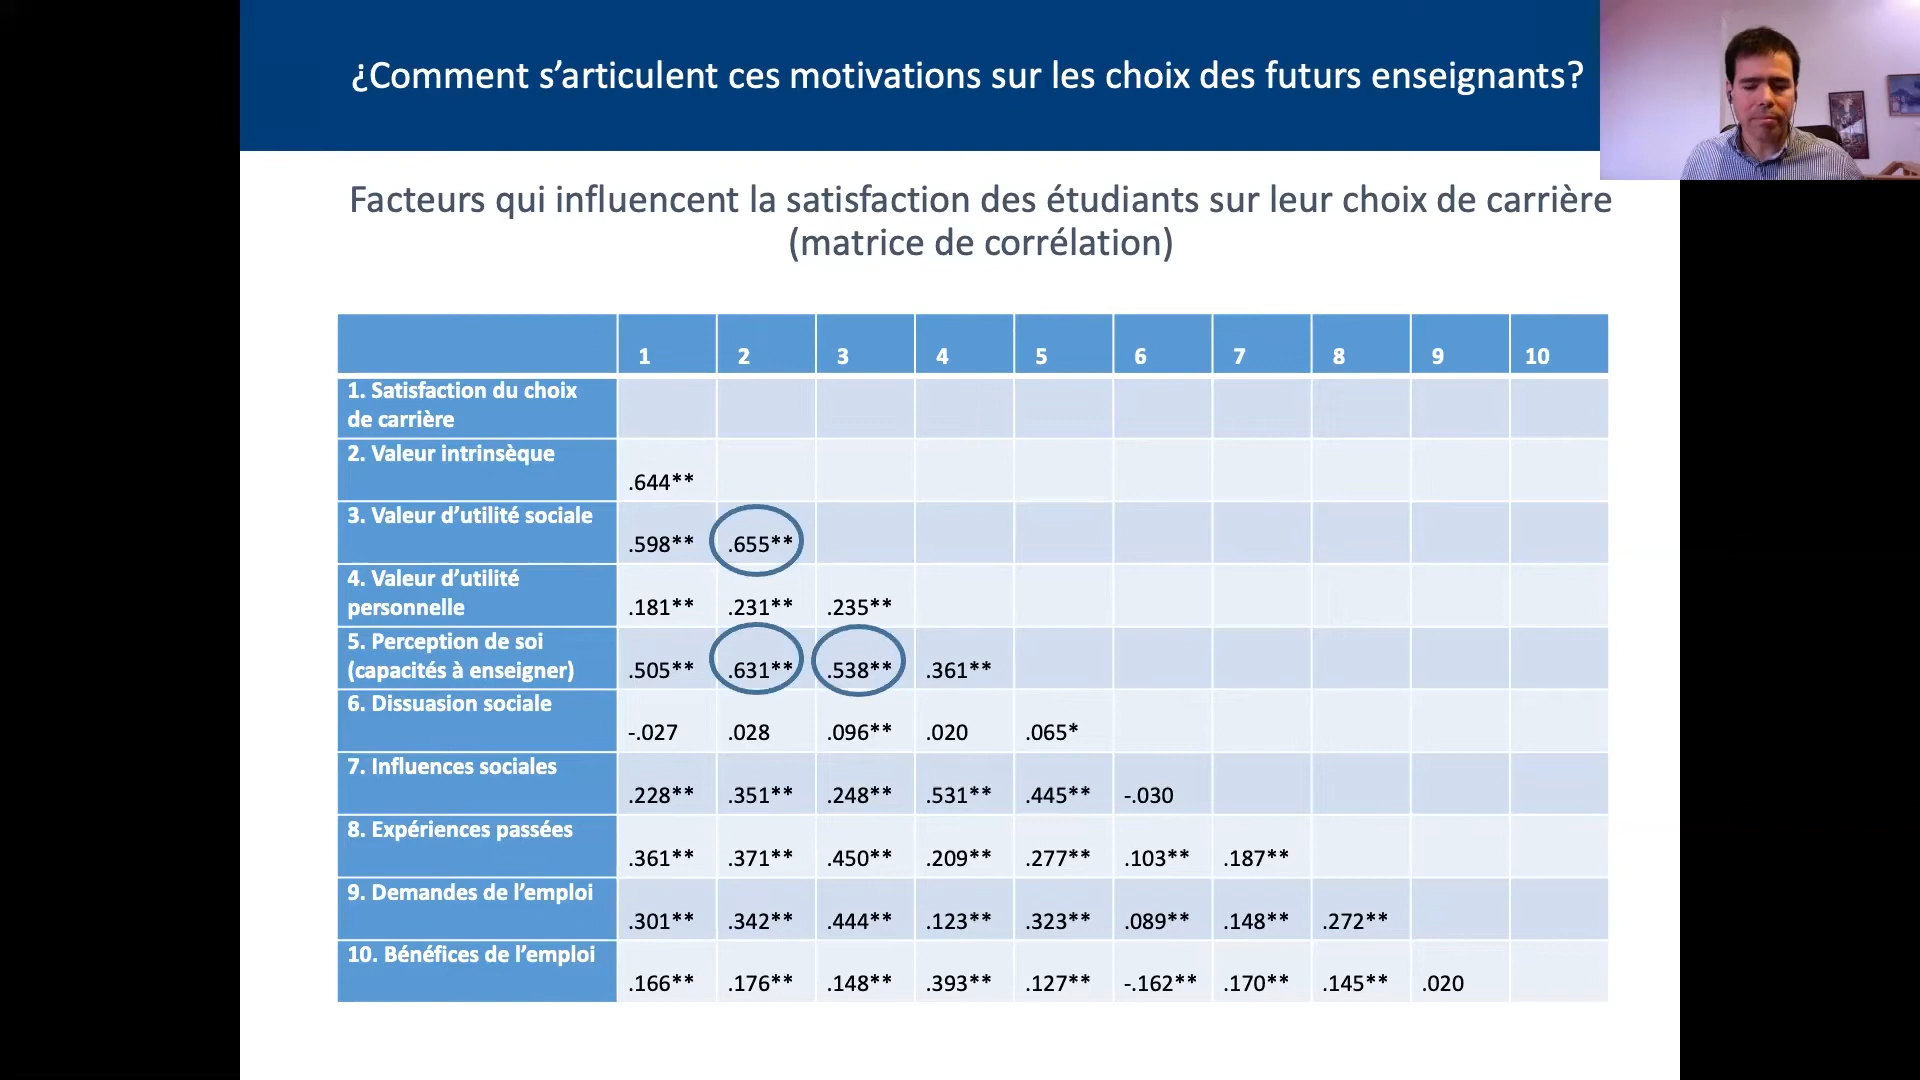 ¿Comment s’articulent ces motivations sur les choix des futurs enseignants?
Facteurs qui influencent la satisfaction des étudiants sur leur choix de carrière
(matrice de corrélation)
1 2 3 4 5 6 7 8 9 10
1. Satisfaction du choix
de carrière
2. Valeur intrinsèque
.644**
3. Valeur d’utilité sociale
.598** .655**
4. Valeur d’utilité
personnelle
.181** .231** .235**
5. Perception de soi
(capacités à enseigner)
.505** .631** .538** .361**
6. Dissuasion sociale
-.027 .028 .096** .020 .065*
7. Influences sociales
.228** .351** .248** .531** .445** -.030
8. Expériences passées
.361** .371** .450** .209** .277** .103** .187**
9. Demandes de l’emploi
.301** .342** .444** .123** .323** .089** .148** .272**
10. Bénéfices de l’emploi
.166** .176** .148** .393** .127** -.162** .170** .145** .020